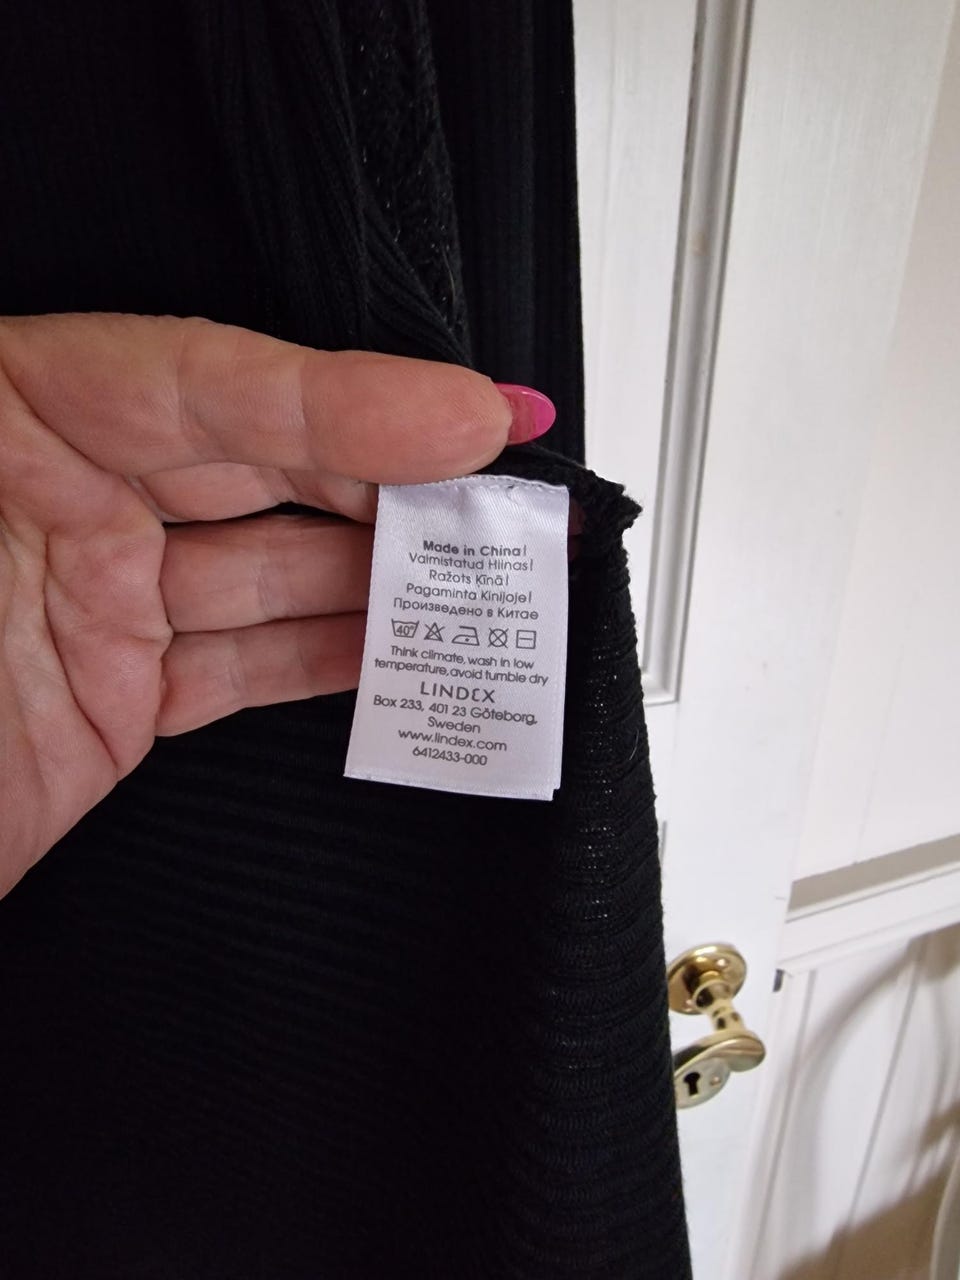 Made in China!
Valmistatud Hiinas!
Ražots Ķīnā!
Pagaminta Kinijoje!
Произведено в Китае
40°
Think climate, wash in low
temperature, avoid tumble dry
LINDEX
Box 233, 401 23 Göteborg,
Sweden
www.lindex.com
6412433-000